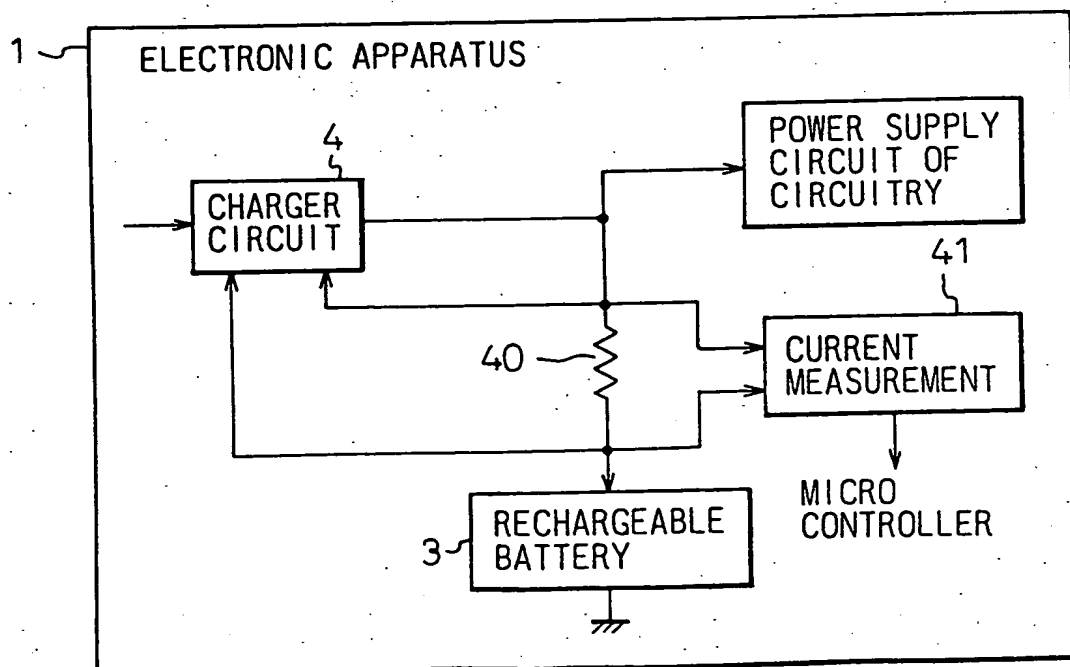 1
ELECTRONIC APPARATUS
4
CHARGER
CIRCUIT
POWER SUPPLY
CIRCUIT OF
CIRCUITRY
41
CURRENT
MEASUREMENT
40
MICRO
CONTROLLER
3
RECHARGEABLE
BATTERY